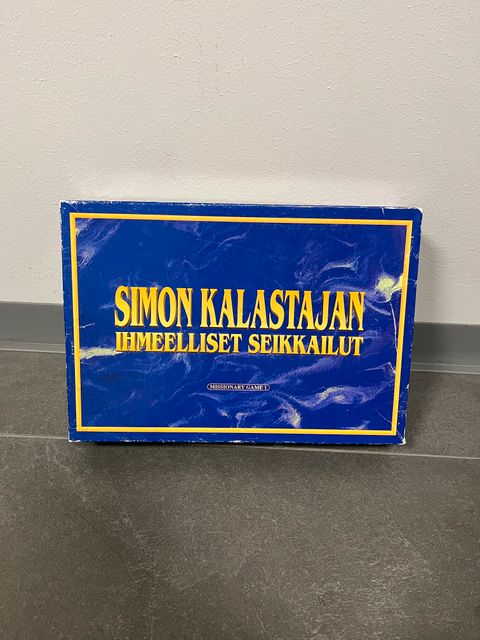 SIMON KALASTAJAN
IHMEELLISET SEIKKAILUT
MISSIONARY GAME 1